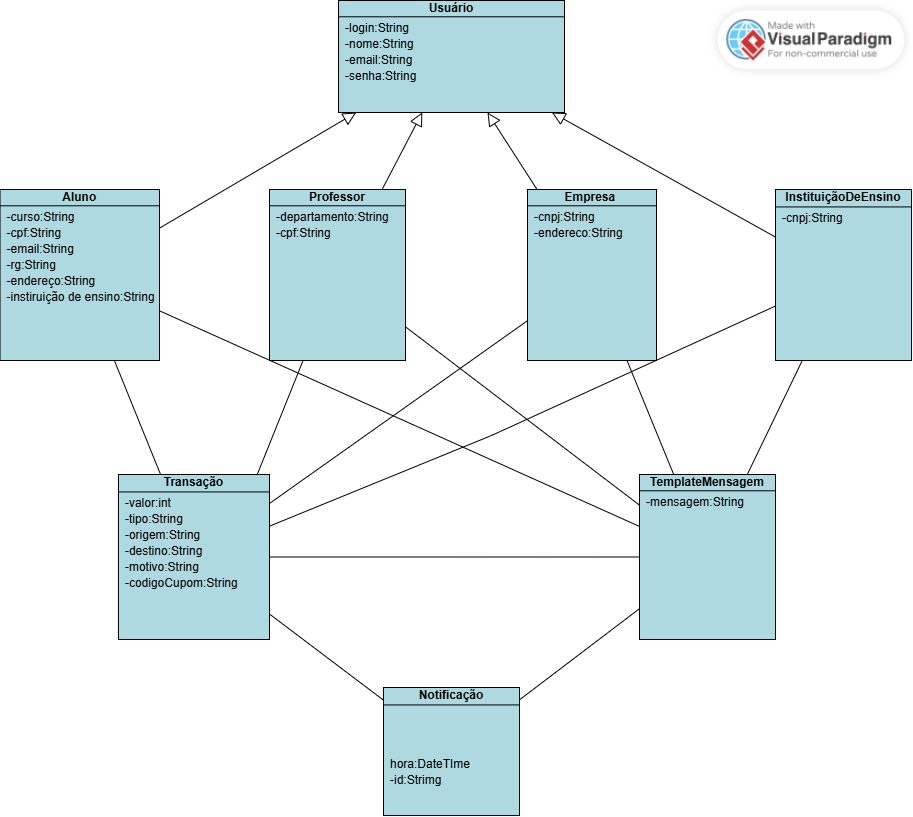 Usuário
-login:String
-nome:String
-email:String
-senha:String
Made with
Visual Paradigm
For non-commercial use
Aluno
-curso:String
-cpf:String
-email:String
-rg:String
-endereço:String
-instiruição de ensino:String
Professor
-departamento:String
-cpf:String
Empresa
-cnpj:String
-endereco:String
InstituiçãoDeEnsino
-cnpj:String
Transação
-valor:int
-tipo:String
-origem:String
-destino:String
-motivo:String
-codigoCupom:String
TemplateMensagem
-mensagem:String
Notificação
hora:DateTIme
-id:Strimg